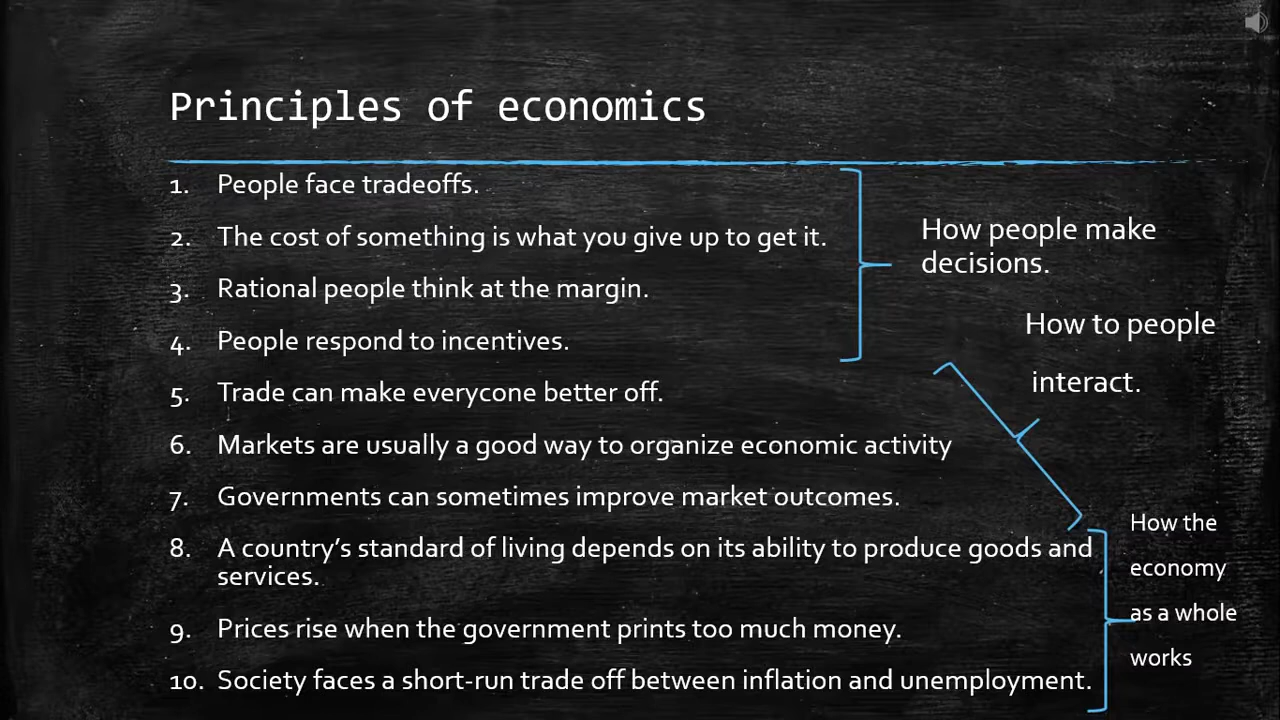 Principles of economics
1. People face tradeoffs.
2. The cost of something is what you give up to get it.
3. Rational people think at the margin.
4. People respond to incentives.
How people make
decisions.
5. Trade can make everycone better off.
6. Markets are usually a good way to organize economic activity
7. Governments can sometimes improve market outcomes.
How to people
interact.
8. A country’s standard of living depends on its ability to produce goods and
services.
9. Prices rise when the government prints too much money.
10. Society faces a short-run trade off between inflation and unemployment.
How the
economy
as a whole
works